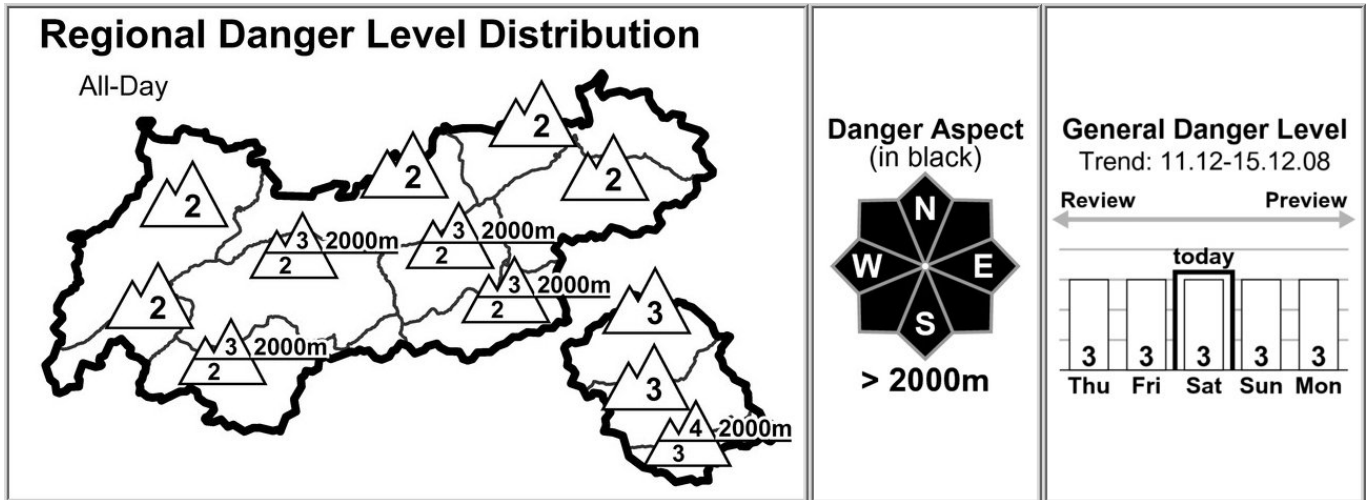 Regional Danger Level Distribution
All-Day
2
2
2
2
3 2000m
2
3 2000m
2
3 2000m
2
2
3
3 2000m
2
3
4 2000m
3
Danger Aspect
(in black)
N
W E
S
> 2000m
General Danger Level
Trend: 11.12-15.12.08
Review Preview
today
3 3 3 3 3
Thu Fri Sat Sun Mon